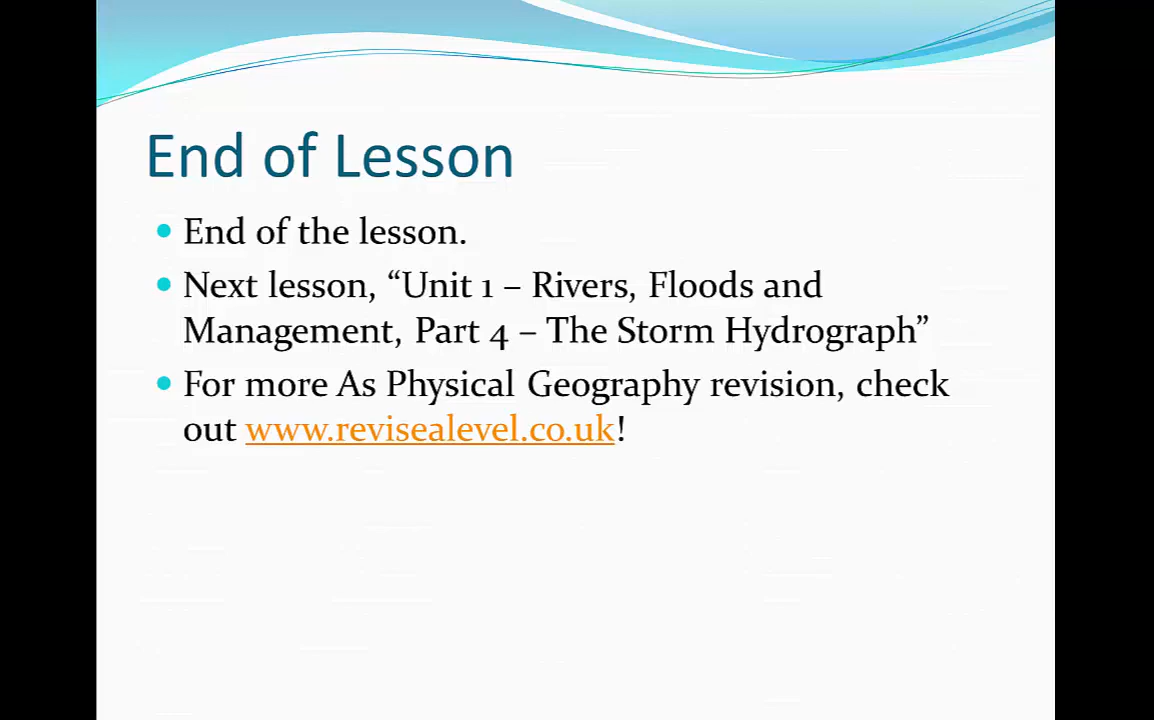 End of Lesson
End of the lesson.
Next lesson, “Unit 1 – Rivers, Floods and
Management, Part 4 – The Storm Hydrograph”
For more As Physical Geography revision, check
out www.revisealevel.co.uk!